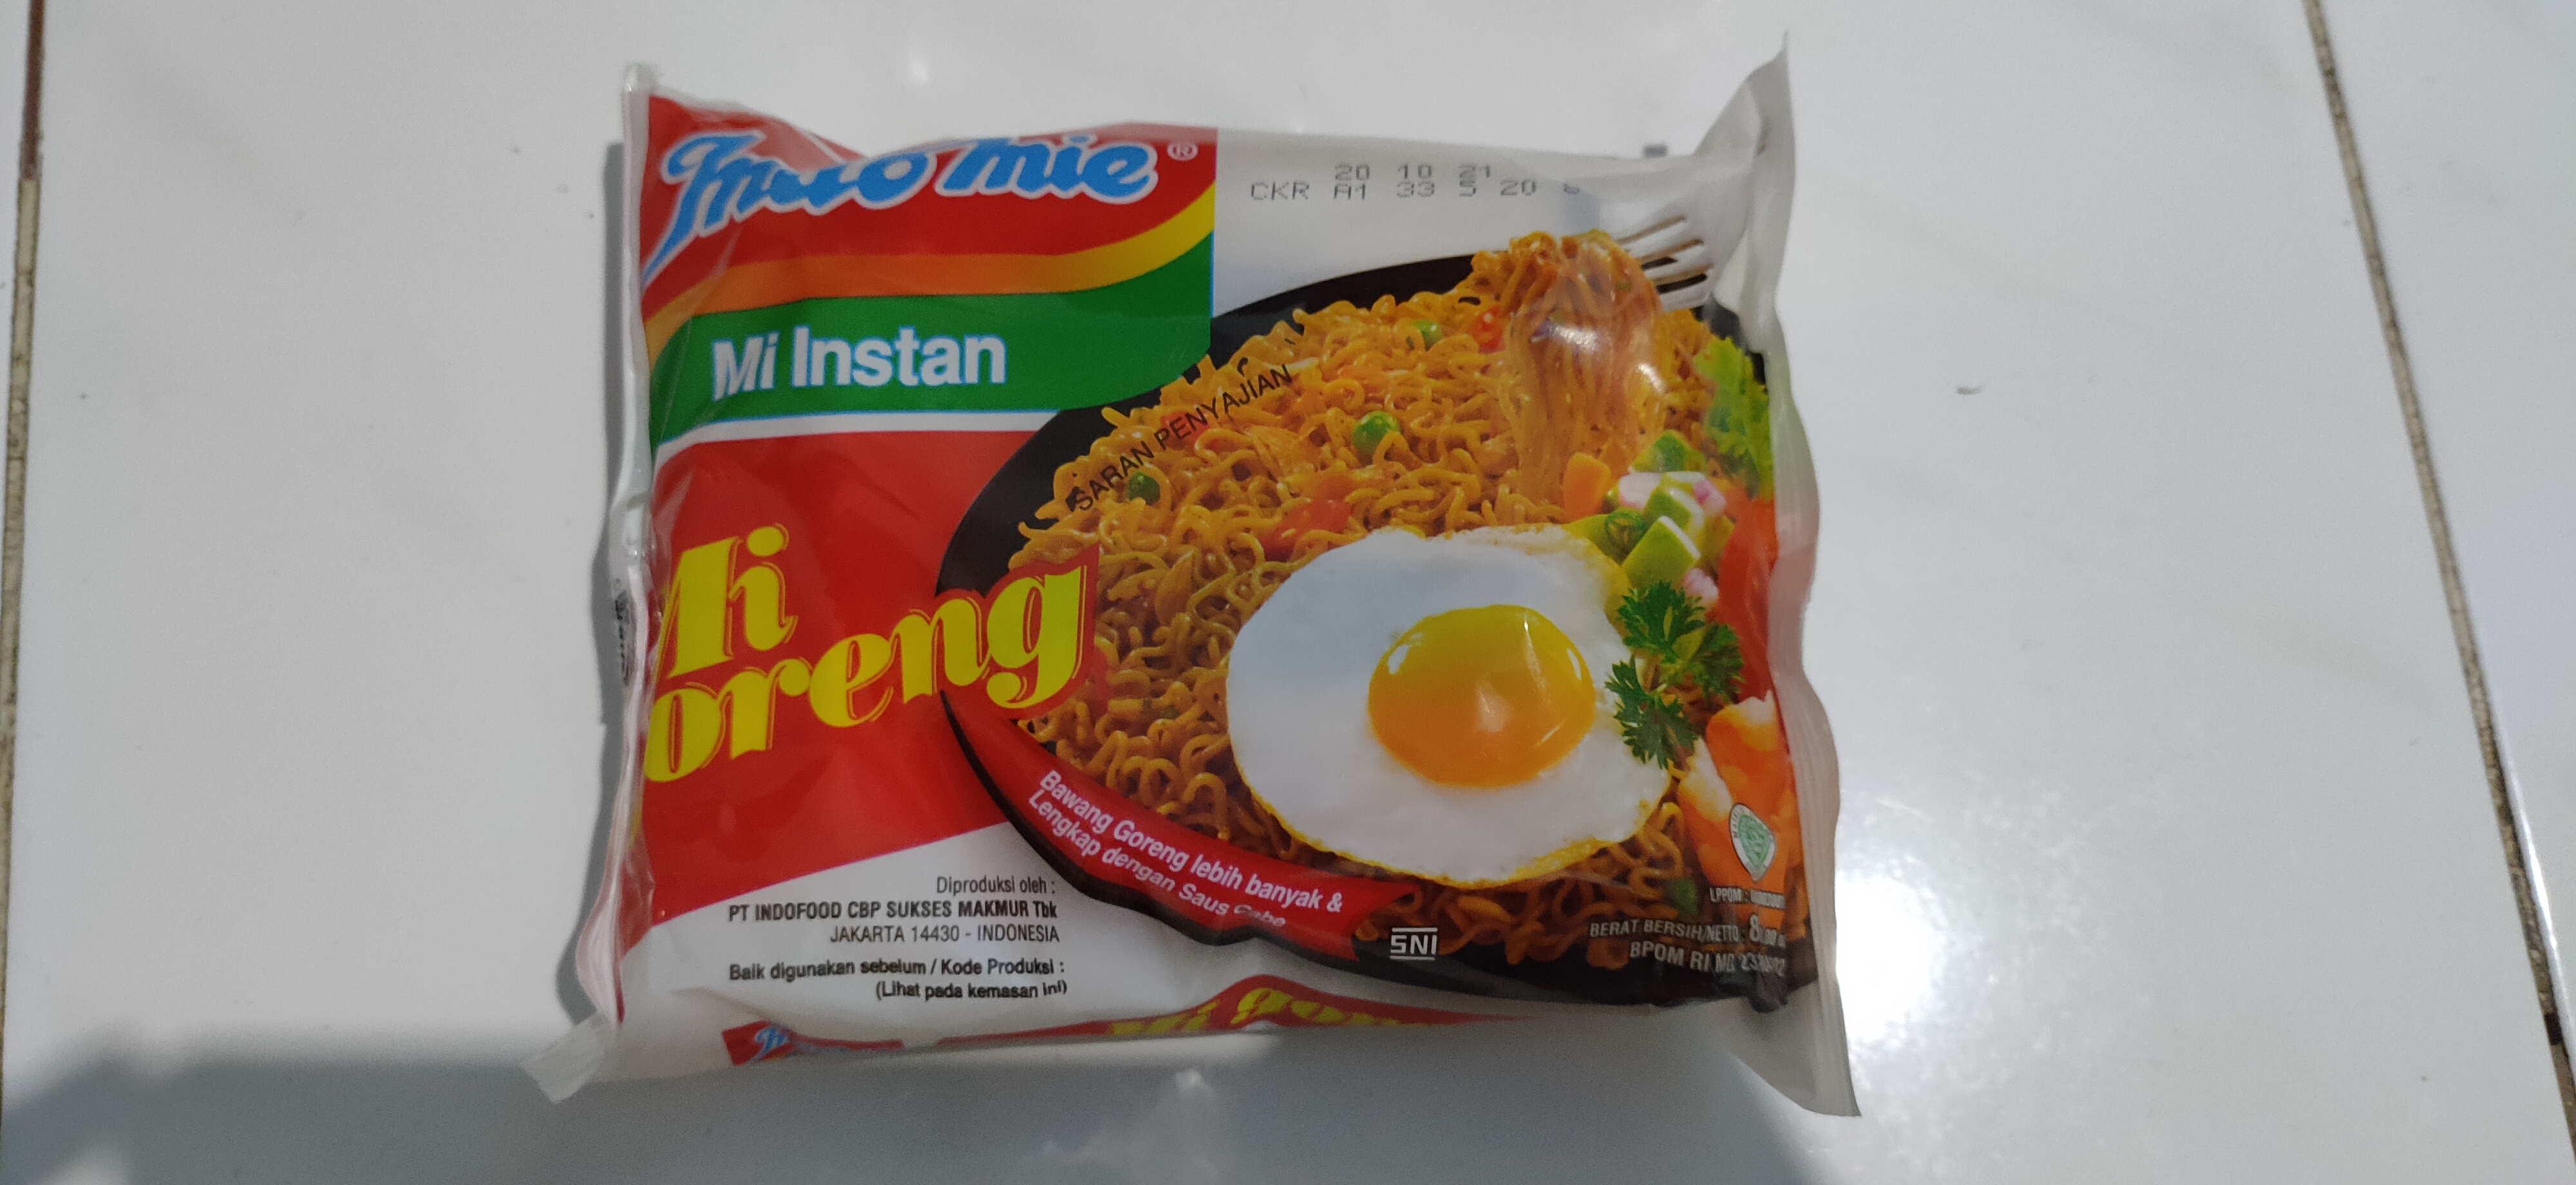 Indomie®
20 10 21
CKR A1 33 5 20
Mi Instan
SARAN PENYAJIAN
Mi
oreng
Bawang Goreng lebih banyak &
Lengkap dengan Saus Cabe
Diproduksi oleh :
PT INDOFOOD CBP SUKSES MAKMUR Tbk
JAKARTA 14430 - INDONESIA
Baik digunakan sebelum / Kode Produksi :
(Lihat pada kemasan ini)
SNI
LPPOM :
BERAT BERSIH/NETTO :
BPOM RI MD